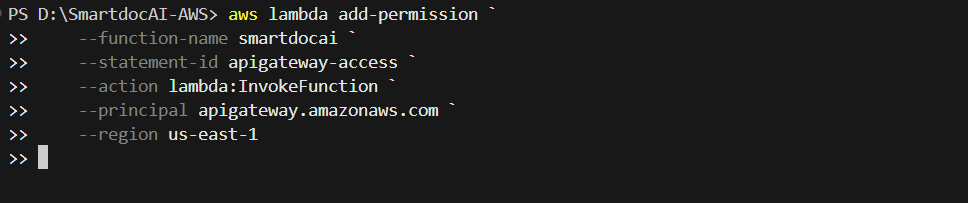 PS D:\SmartdocAI-AWS> aws lambda add-permission `
>>     --function-name smartdocai `
>>     --statement-id apigateway-access `
>>     --action lambda:InvokeFunction `
>>     --principal apigateway.amazonaws.com `
>>     --region us-east-1
>>